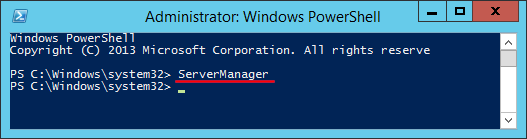 Administrator: Windows PowerShell
Windows PowerShell
Copyright (C) 2013 Microsoft Corporation. All rights reserve
PS C:\Windows\system32> ServerManager
PS C:\Windows\system32>